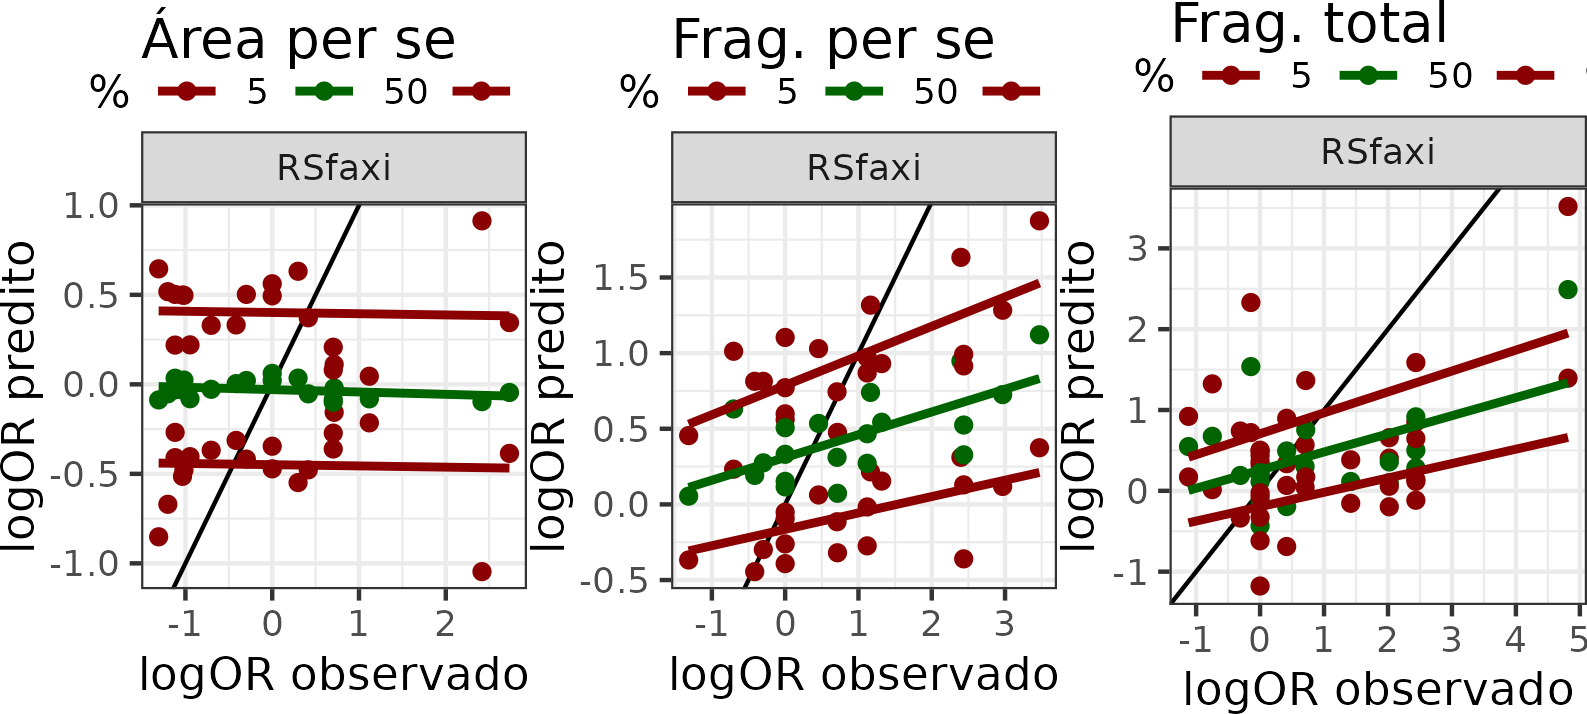 Área per se
% 5 50
RSfaxi
1.0
0.5
0.0
-0.5
-1.0
logOR predito
-1 0 1 2
logOR observado
Frag. per se
% 5 50
RSfaxi
1.5
1.0
0.5
0.0
-0.5
logOR predito
-1 0 1 2 3
logOR observado
Frag. total
% 5 50
RSfaxi
3
2
1
0
-1
logOR predito
-1 0 1 2 3 4 5
logOR observado